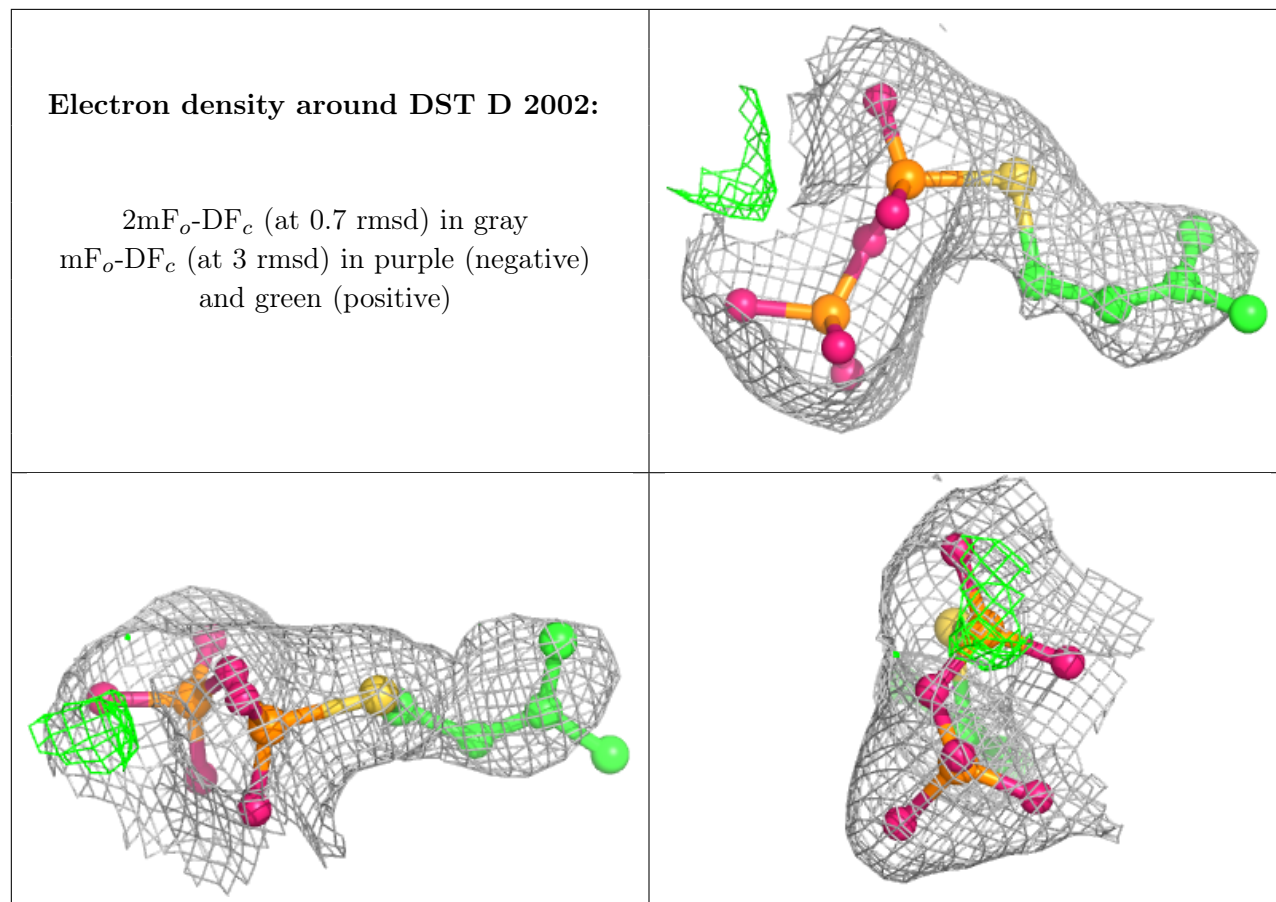 Electron density around DST D 2002:
2mFo-DFc (at 0.7 rmsd) in gray
mFo-DFc (at 3 rmsd) in purple (negative)
and green (positive)